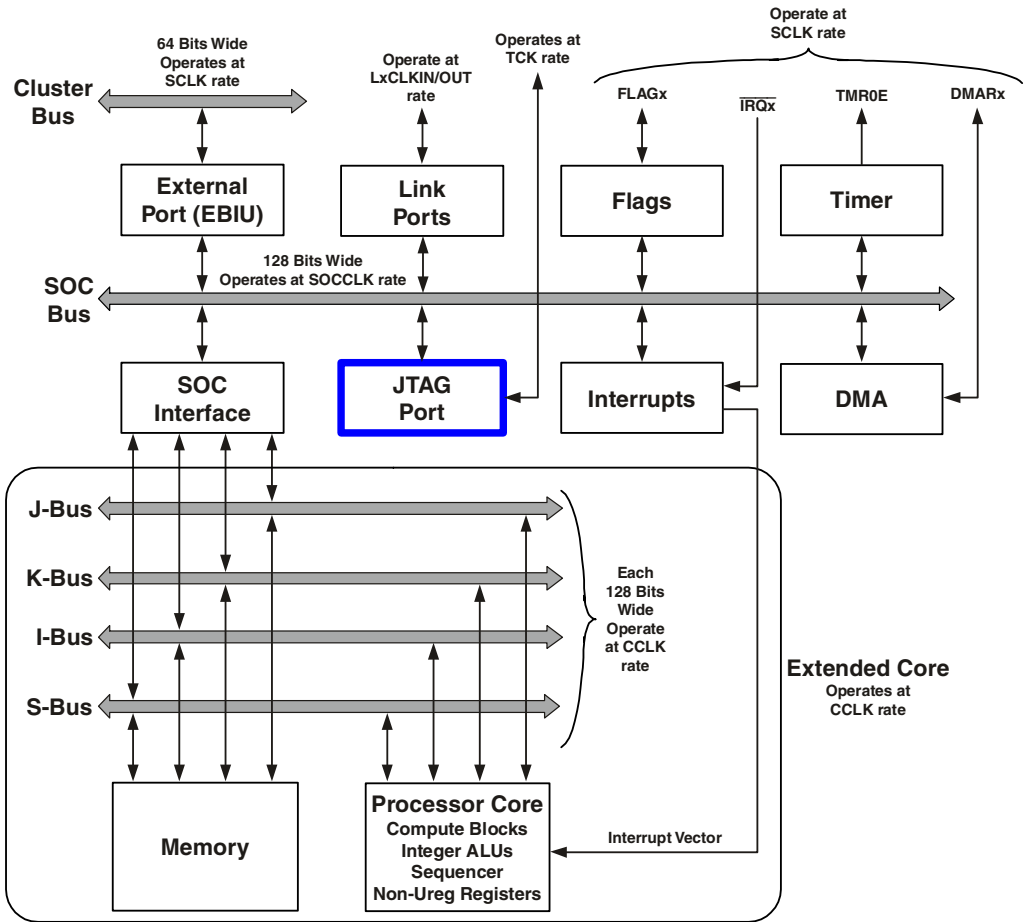 64 Bits Wide
Operates at
SCLK rate
Operate at
LxCLKIN/OUT
rate
Operates at
TCK rate
Operate at
SCLK rate
Cluster
Bus
FLAGx
IRQx
TMR0E
DMARx
External
Port (EBIU)
Link
Ports
Flags
Timer
128 Bits Wide
Operates at SOCCLK rate
SOC
Bus
SOC
Interface
JTAG
Port
Interrupts
DMA
J-Bus
K-Bus
I-Bus
S-Bus
Each
128 Bits
Wide
Operate
at CCLK
rate
Extended Core
Operates at
CCLK rate
Memory
Processor Core
Compute Blocks
Integer ALUs
Sequencer
Non-Ureg Registers
Interrupt Vector